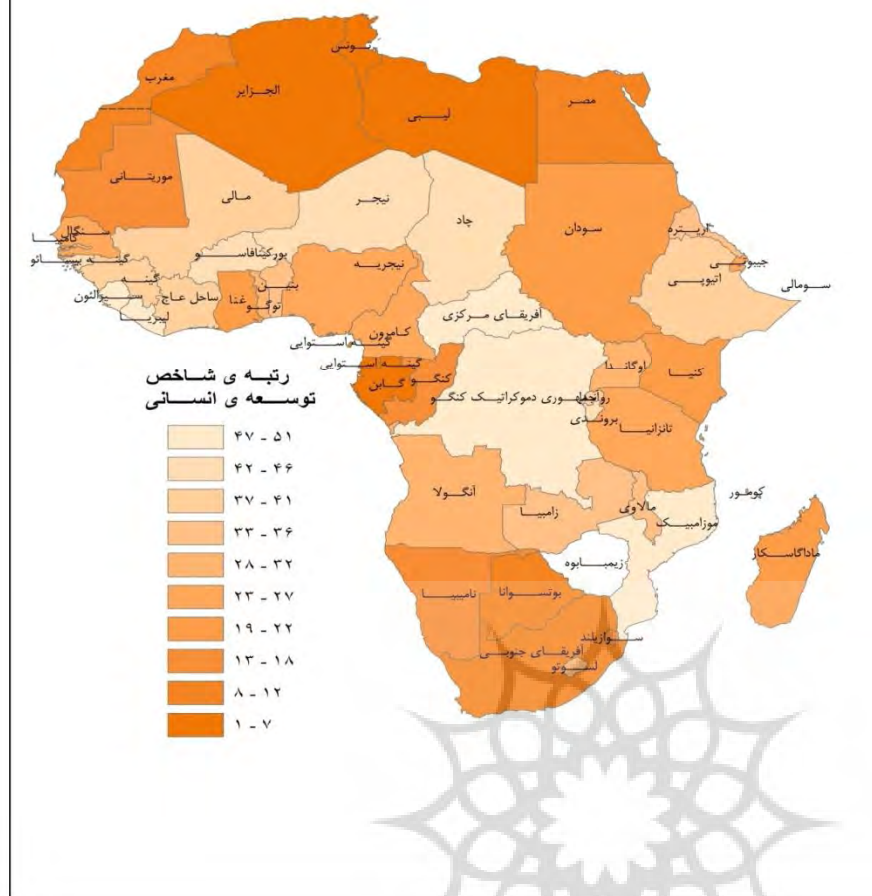 تونس
مغرب
الجزایر
لیبی
مصر
موریتانی
مالی
نیجر
چاد
سودان
اریتره
سنگال
گامبیا
گینه بیسائو
بورکینافاسو
جیبوتی
سومالی
اتیوپی
گینه
سیرالئون
لیبریا
ساحل عاج
غنا
توگو
بنین
نیجریه
آفریقای مرکزی
کامرون
گینه استوایی
گینه استوایی
گابن
کنگو
جمهوری دموکراتیک کنگو
رواندا
بروندی
اوگاندا
کنیا
تانزانیا
آنگولا
زامبیا
مالاوی
موزامبیک
کومور
ماداگاسکار
زیمبابوه
نامیبیا
بوتسوانا
سوازیلند
آفریقای جنوبی
لسوتو
رتبه ی شاخص
توسعه ی انسانی
۴۷ - ۵۱
۴۲ - ۴۶
۳۷ - ۴۱
۳۳ - ۳۶
۲۸ - ۳۲
۲۳ - ۲۷
۱۹ - ۲۲
۱۳ - ۱۸
۸ - ۱۲
۱ - ۷